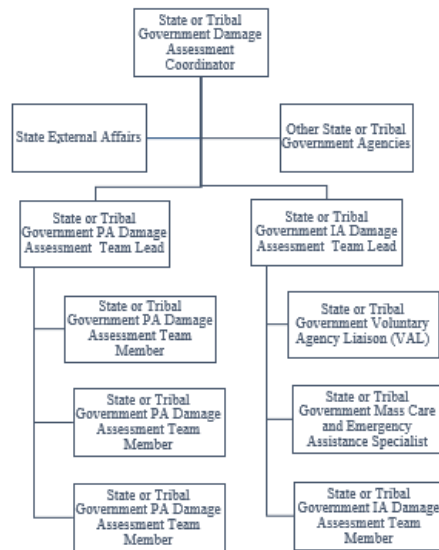 State or Tribal
Government Damage
Assessment
Coordinator
State External Affairs
Other State or Tribal
Government Agencies
State or Tribal
Government PA Damage
Assessment Team Lead
State or Tribal
Government IA Damage
Assessment Team Lead
State or Tribal
Government PA Damage
Assessment Team
Member
State or Tribal
Government PA Damage
Assessment Team
Member
State or Tribal
Government PA Damage
Assessment Team
Member
State or Tribal
Government Voluntary
Agency Liaison (VAL)
State or Tribal
Government Mass Care
and Emergency
Assistance Specialist
State or Tribal
Government IA Damage
Assessment Team
Member